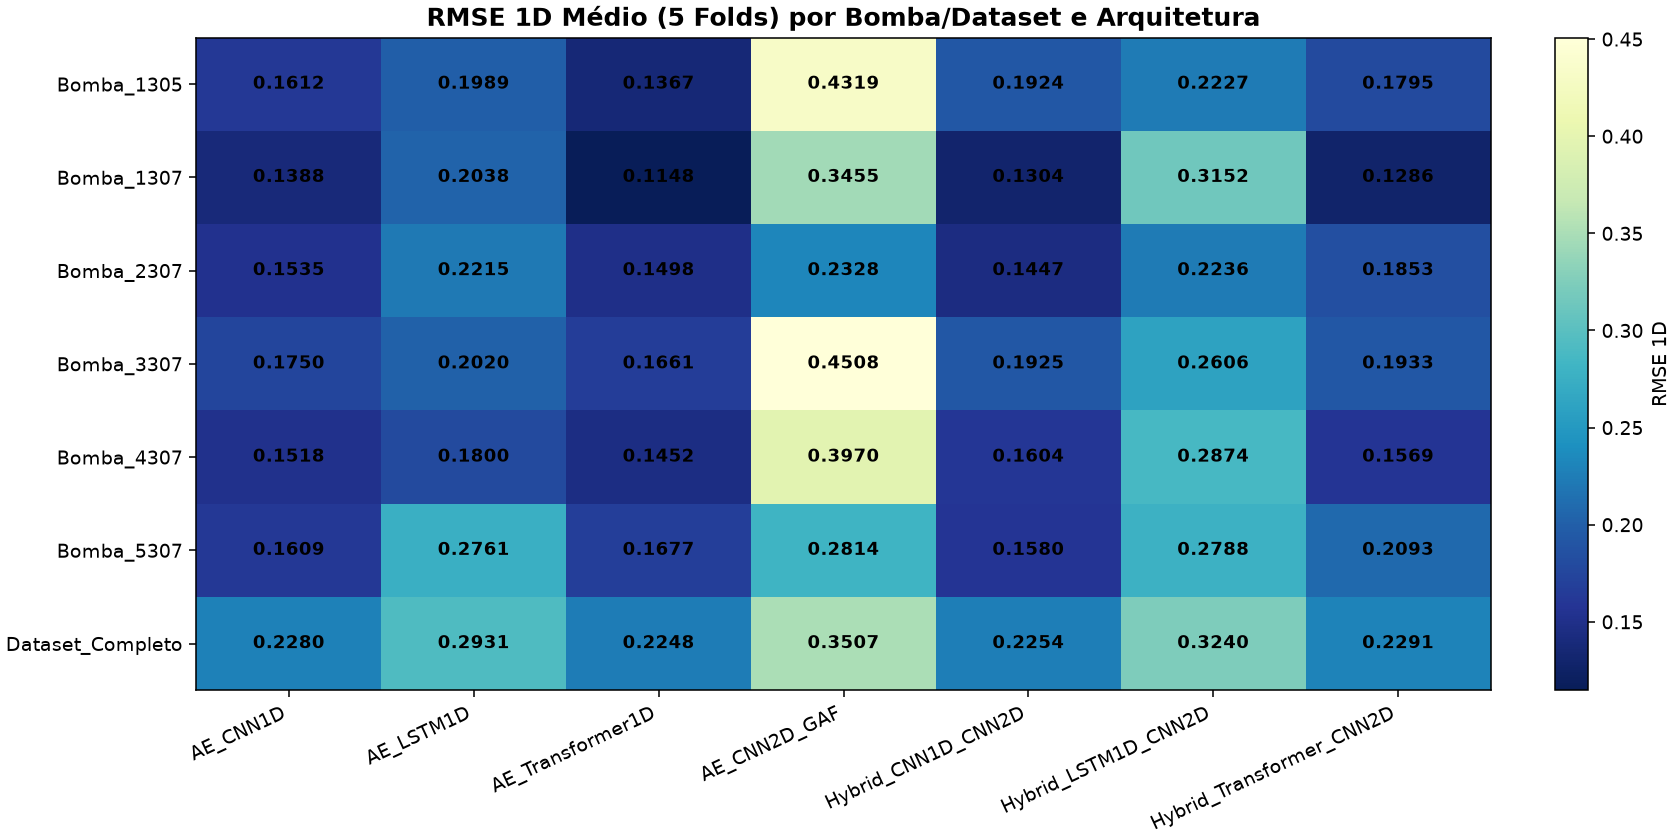 RMSE 1D Médio (5 Folds) por Bomba/Dataset e Arquitetura
Bomba_1305 0.1612 0.1989 0.1367 0.4319 0.1924 0.2227 0.1795
Bomba_1307 0.1388 0.2038 0.1148 0.3455 0.1304 0.3152 0.1286
Bomba_2307 0.1535 0.2215 0.1498 0.2328 0.1447 0.2236 0.1853
Bomba_3307 0.1750 0.2020 0.1661 0.4508 0.1925 0.2606 0.1933
Bomba_4307 0.1518 0.1800 0.1452 0.3970 0.1604 0.2874 0.1569
Bomba_5307 0.1609 0.2761 0.1677 0.2814 0.1580 0.2788 0.2093
Dataset_Completo 0.2280 0.2931 0.2248 0.3507 0.2254 0.3240 0.2291
AE_CNN1D
AE_LSTM1D
AE_Transformer1D
AE_CNN2D_GAF
Hybrid_CNN1D_CNN2D
Hybrid_LSTM1D_CNN2D
Hybrid_Transformer_CNN2D
0.45
0.40
0.35
0.30
0.25
0.20
0.15
RMSE 1D